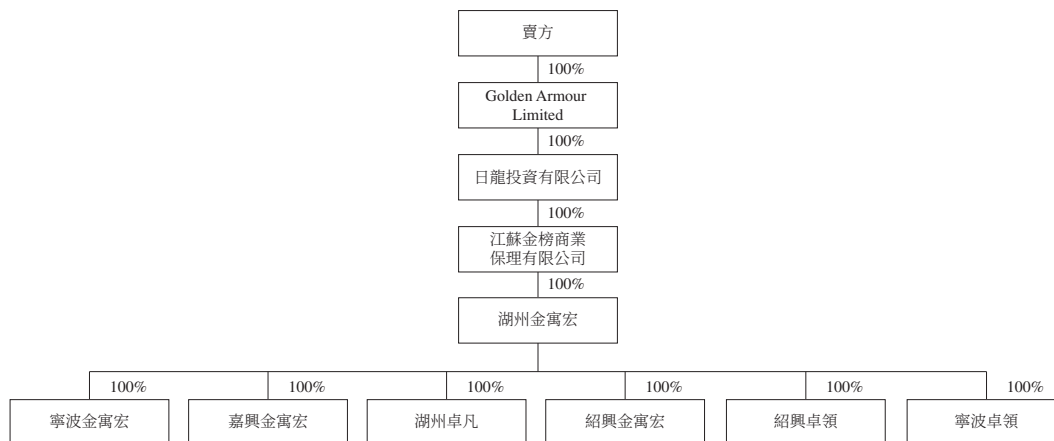 賣方
100%
Golden Armour
Limited
100%
日龍投資有限公司
100%
江蘇金榜商業
保理有限公司
100%
湖州金寓宏
100%
100%
100%
100%
100%
100%
寧波金寓宏
嘉興金寓宏
湖州卓凡
紹興金寓宏
紹興卓領
寧波卓領